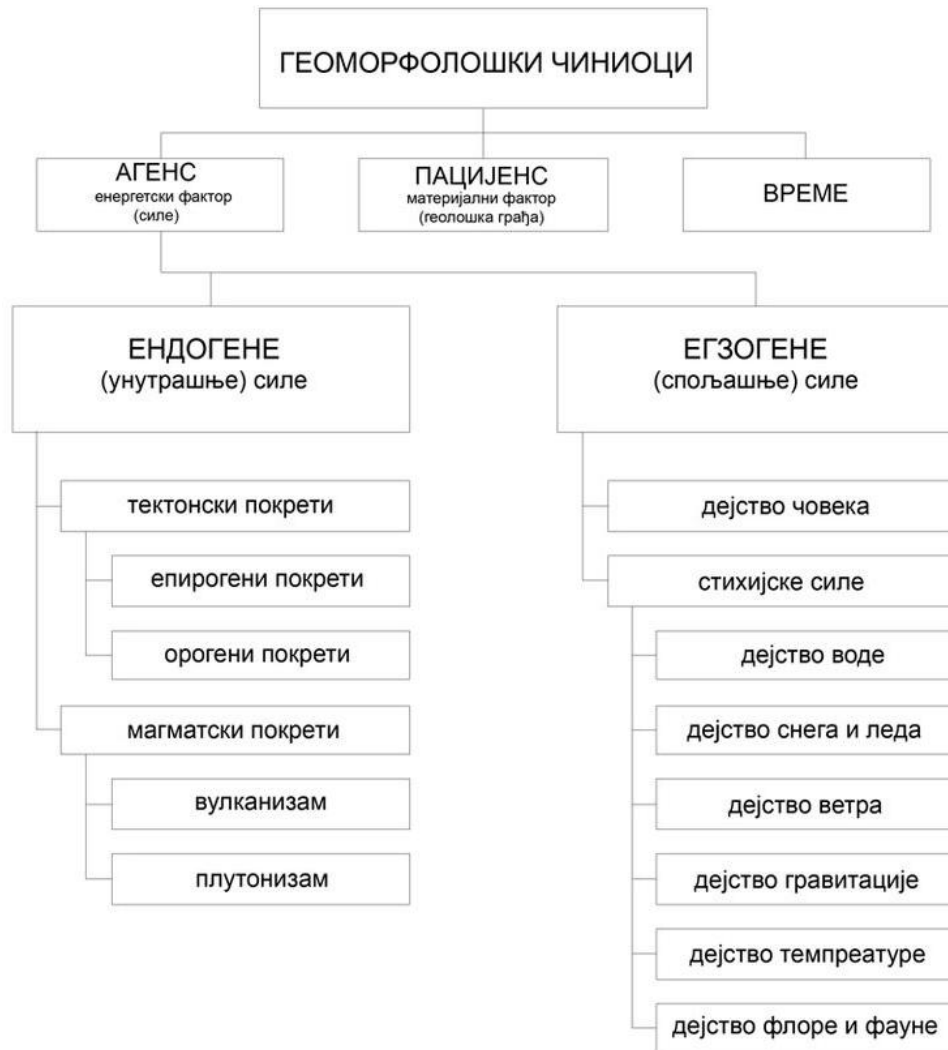 ГЕОМОРФОЛОШКИ ЧИНИОЦИ
АГЕНС
енергетски фактор
(силе)
ПАЦИЈЕНС
материјални фактор
(геолошка грађа)
ВРЕМЕ
ЕНДОГЕНЕ
(унутрашње) силе
тектонски покрети
епирогени покрети
орогени покрети
магматски покрети
вулканизам
плутонизам
ЕГЗОГЕНЕ
(спољашње) силе
дејство човека
стихијске силе
дејство воде
дејство снега и леда
дејство ветра
дејство гравитације
дејство темпреатуре
дејство флоре и фауне